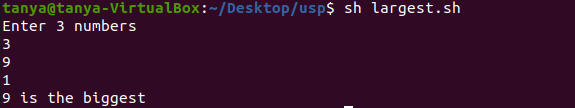 tanya@tanya-VirtualBox:~/Desktop/usp$ sh largest.sh
Enter 3 numbers
3
9
1
9 is the biggest